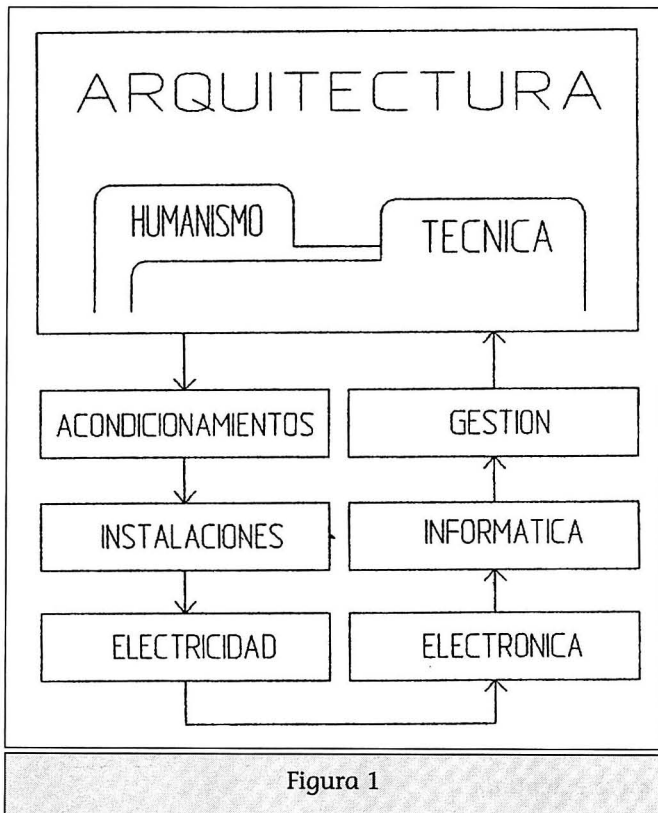 ARQUITECTURA
HUMANISMO
TECNICA
ACONDICIONAMIENTOS
GESTION
INSTALACIONES
INFORMATICA
ELECTRICIDAD
ELECTRONICA
Figura 1